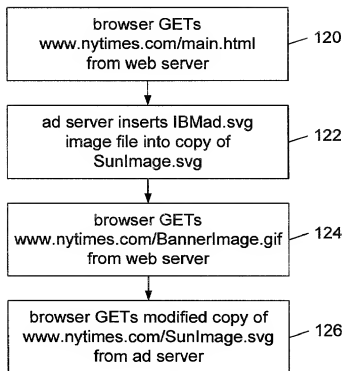 browser GETs
www.nytimes.com/main.html
from web server
120
ad server inserts IBMad.svg
image file into copy of
SunImage.svg
122
browser GETs
www.nytimes.com/BannerImage.gif
from web server
124
browser GETs modified copy of
www.nytimes.com/SunImage.svg
from ad server
126